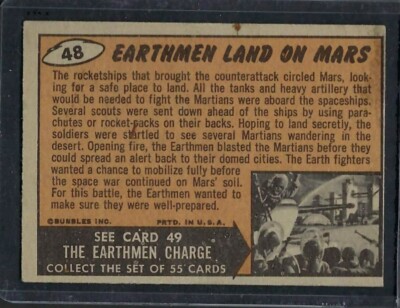 48
EARTHMEN LAND ON MARS
The rocketships that brought the counterattack circled Mars, look-
ing for a safe place to land. All the tanks and heavy artillery that
would be needed to fight the Martians were aboard the spaceships.
Several scouts were sent down ahead of the ships by using para-
chutes or rocket-packs on their backs. Hoping to land secretly, the
soldiers were startled to see several Martians wandering in the
desert. Opening fire, the Earthmen blasted the Martians before they
could spread an alert back to their domed cities. The Earth fighters
wanted a chance to mobilize fully before
the space war continued on Mars' soil.
For this battle, the Earthmen wanted to
make sure they were well-prepared.
©BUBBLES INC. PRTD. IN U.S.A.
SEE CARD 49
THE EARTHMEN CHARGE
COLLECT THE SET OF 55 CARDS